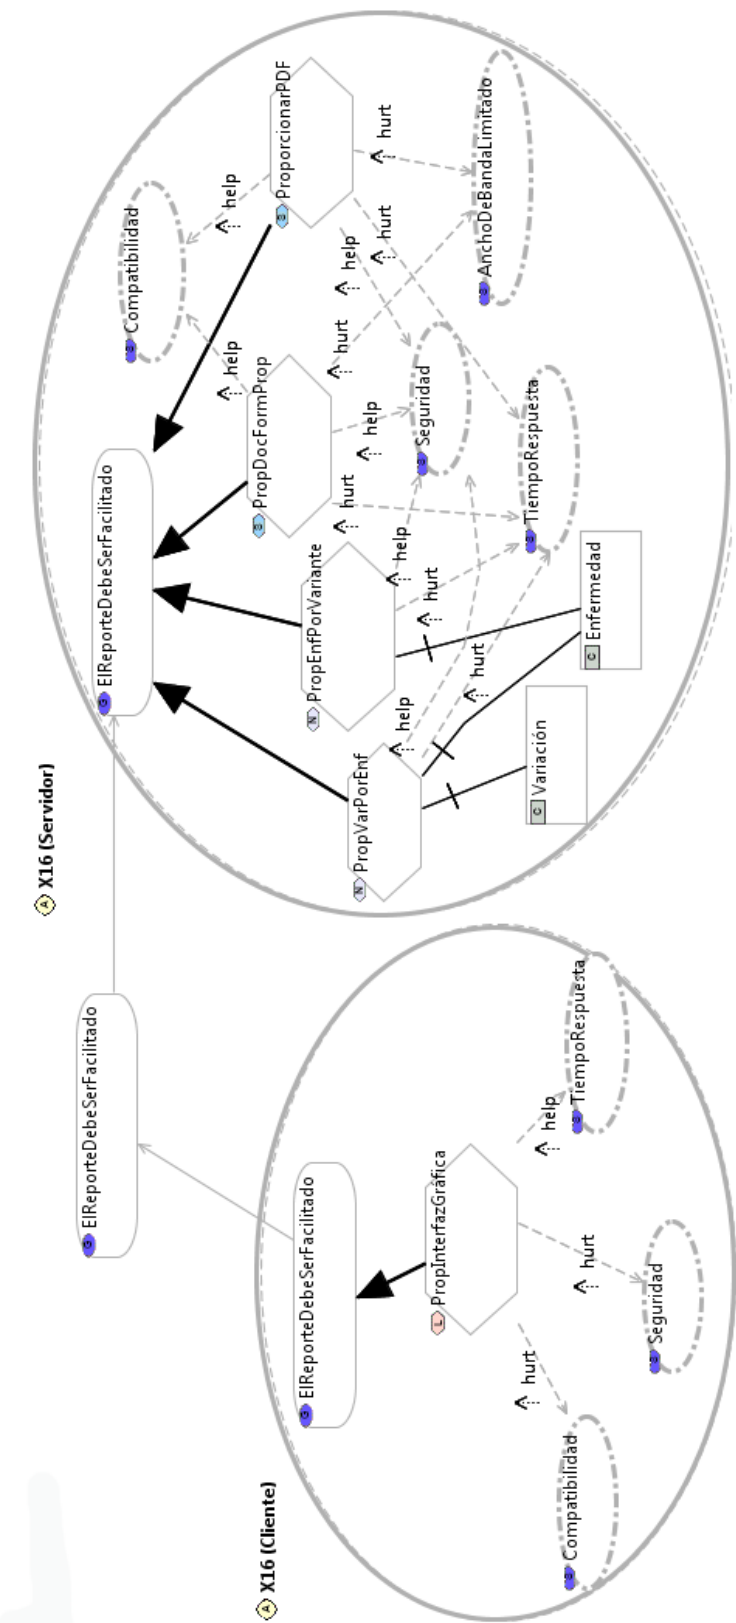 G ElReporteDebeSerFacilitado
A X16 (Servidor)
G ElReporteDebeSerFacilitado
Compatibilidad
help
help
ProporcionarPDF
PropDocFormProp
N PropEnfPorVariante
N PropVarPorEnf
hurt
hurt
help
hurt
help
hurt
help
hurt
help
hurt
Seguridad
AnchoDeBandaLimitado
TiempoRespuesta
C Variación
C Enfermedad
A X16 (Cliente)
G ElReporteDebeSerFacilitado
L PropInterfazGráfica
hurt
hurt
help
Compatibilidad
Seguridad
TiempoRespuesta